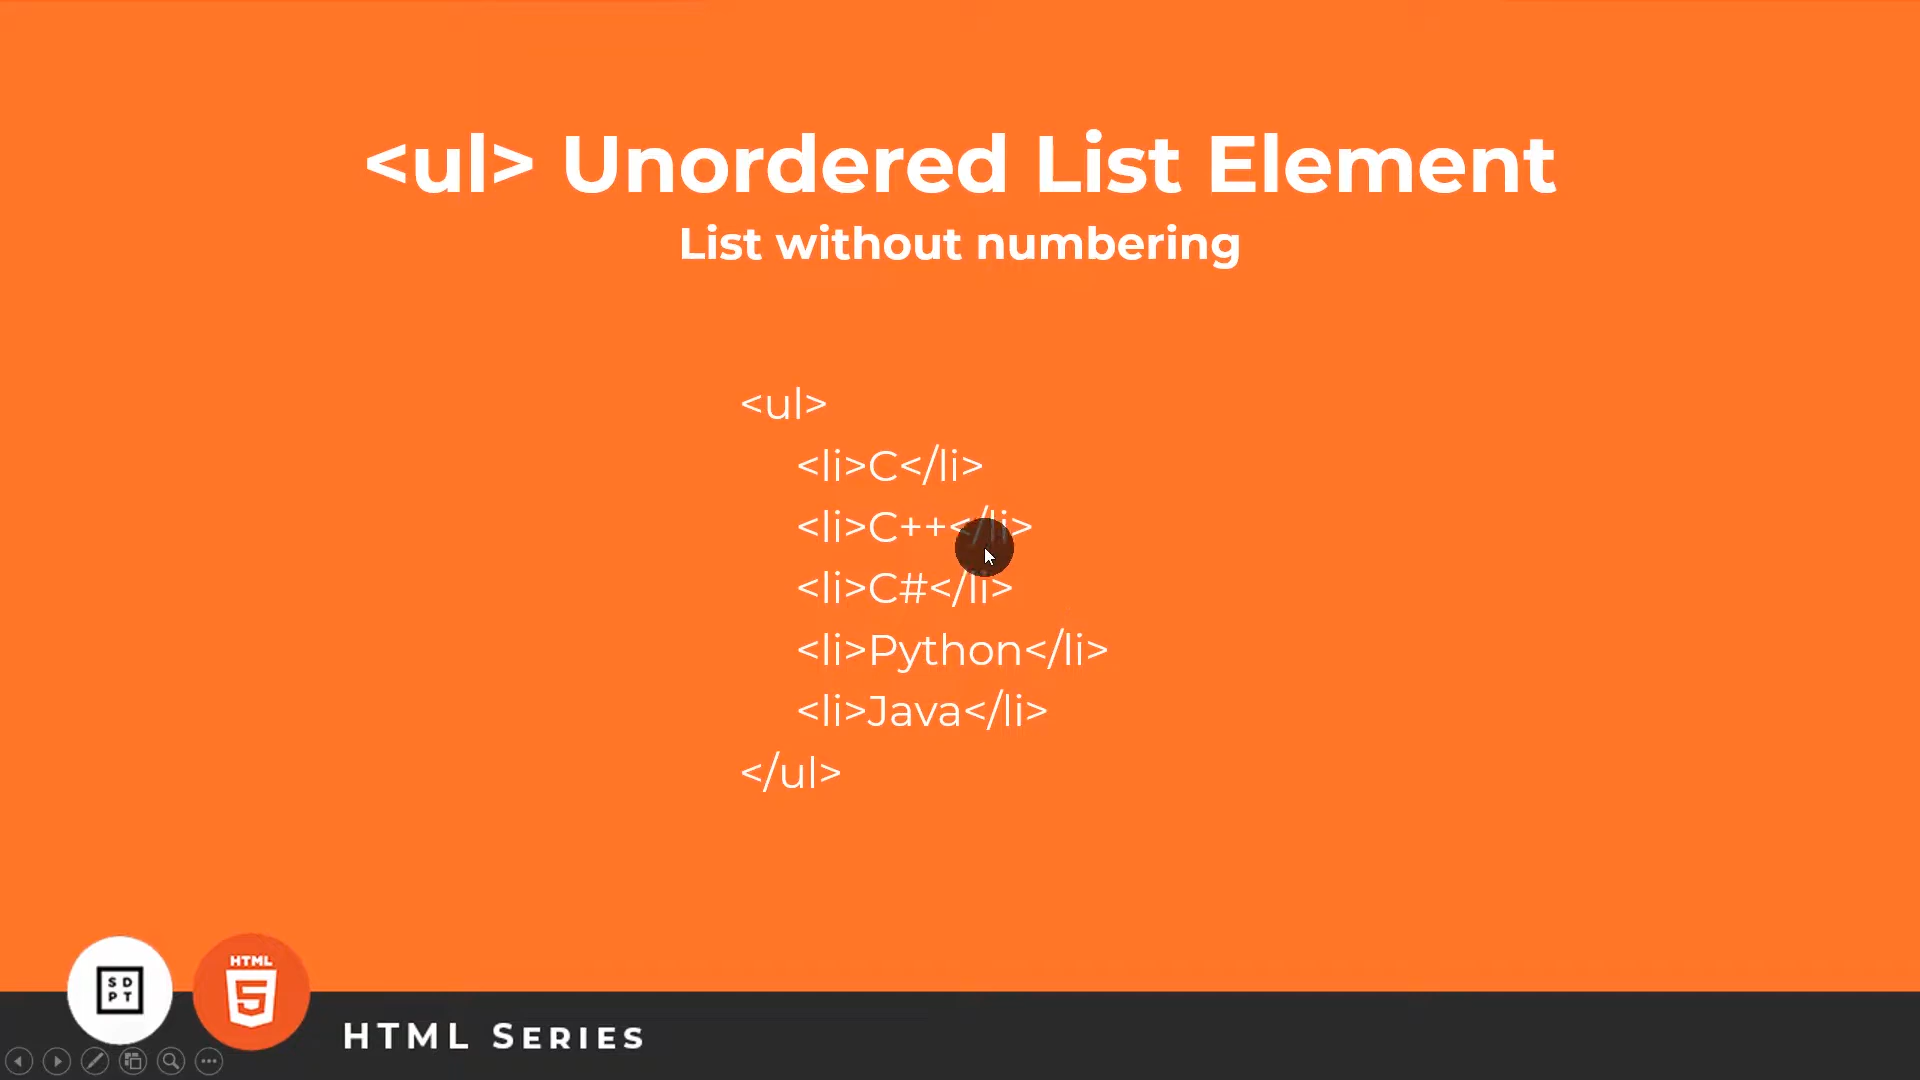 <ul> Unordered List Element
List without numbering
<ul>
<li>C</li>
<li>C++</li>
<li>C#</li>
<li>Python</li>
<li>Java</li>
</ul>
S D
P T
HTML
5
HTML SERIES